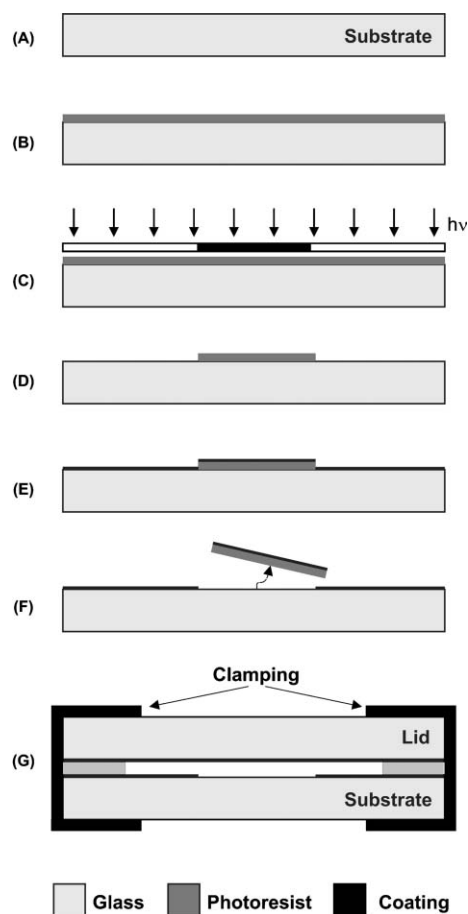 (A)
Substrate
(B)
hν
(C)
(D)
(E)
(F)
Clamping
Lid
(G)
Substrate
Glass Photoresist Coating